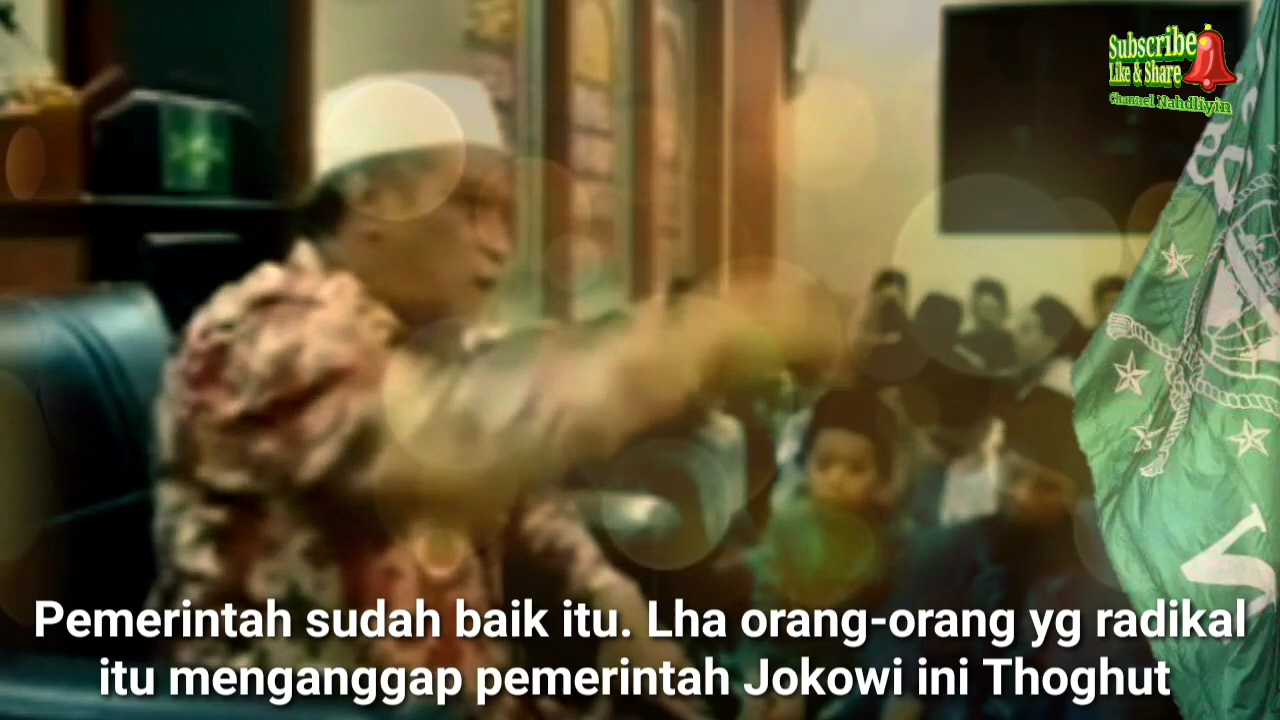 Subscribe
Like & Share
Channel Nahdliyin
Pemerintah sudah baik itu. Lha orang-orang yg radikal
itu menganggap pemerintah Jokowi ini Thoghut